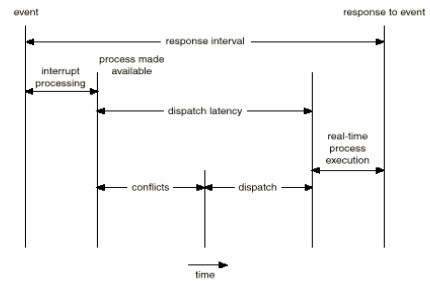 event
response to event
response interval
interrupt
processing
process made
available
dispatch latency
real-time
process
execution
conflicts
dispatch
time